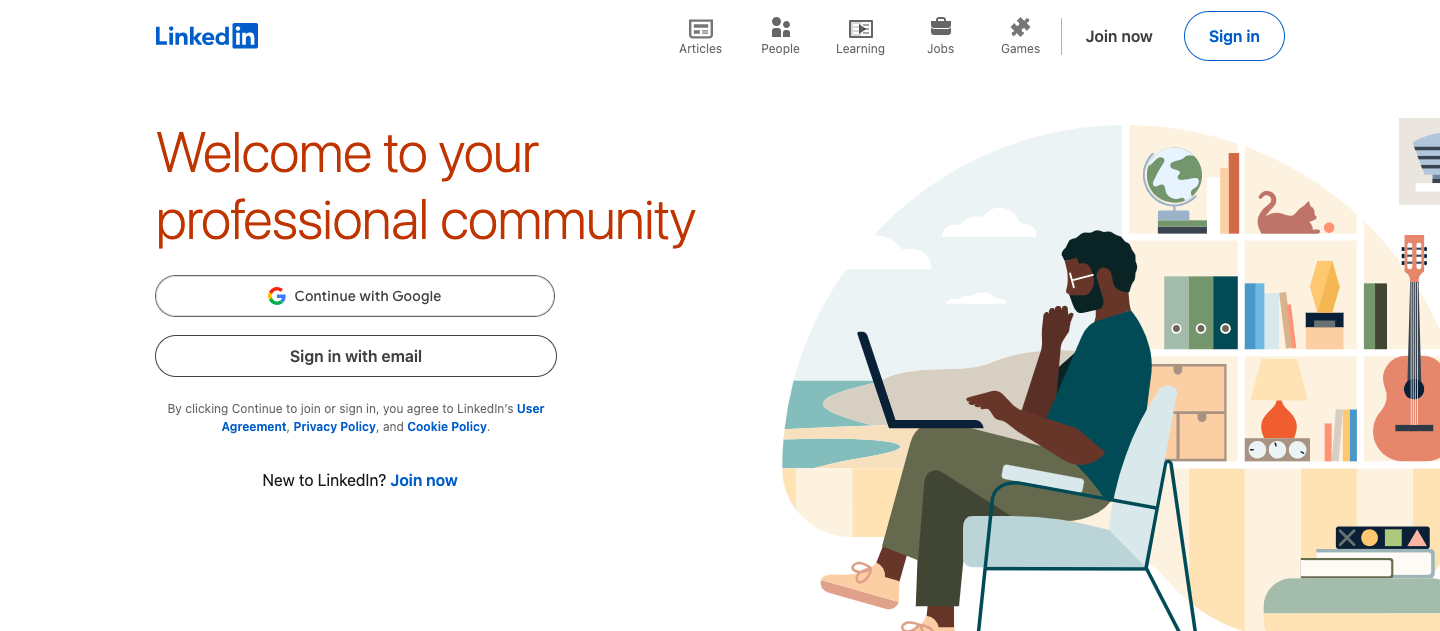 LinkedIn
Articles
People
Learning
Jobs
Games
Join now
Sign in
Welcome to your
professional community
Continue with Google
Sign in with email
By clicking Continue to join or sign in, you agree to LinkedIn’s User
Agreement, Privacy Policy, and Cookie Policy.
New to LinkedIn? Join now